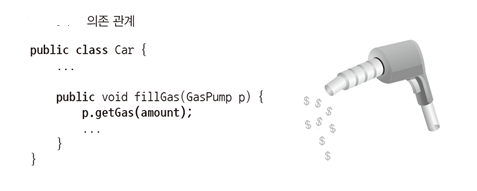 의존 관계
public class Car {
...
public void fillGas(GasPump p) {
p.getGas(amount);
...
}
}
$ $
$
$ $
$
$
$